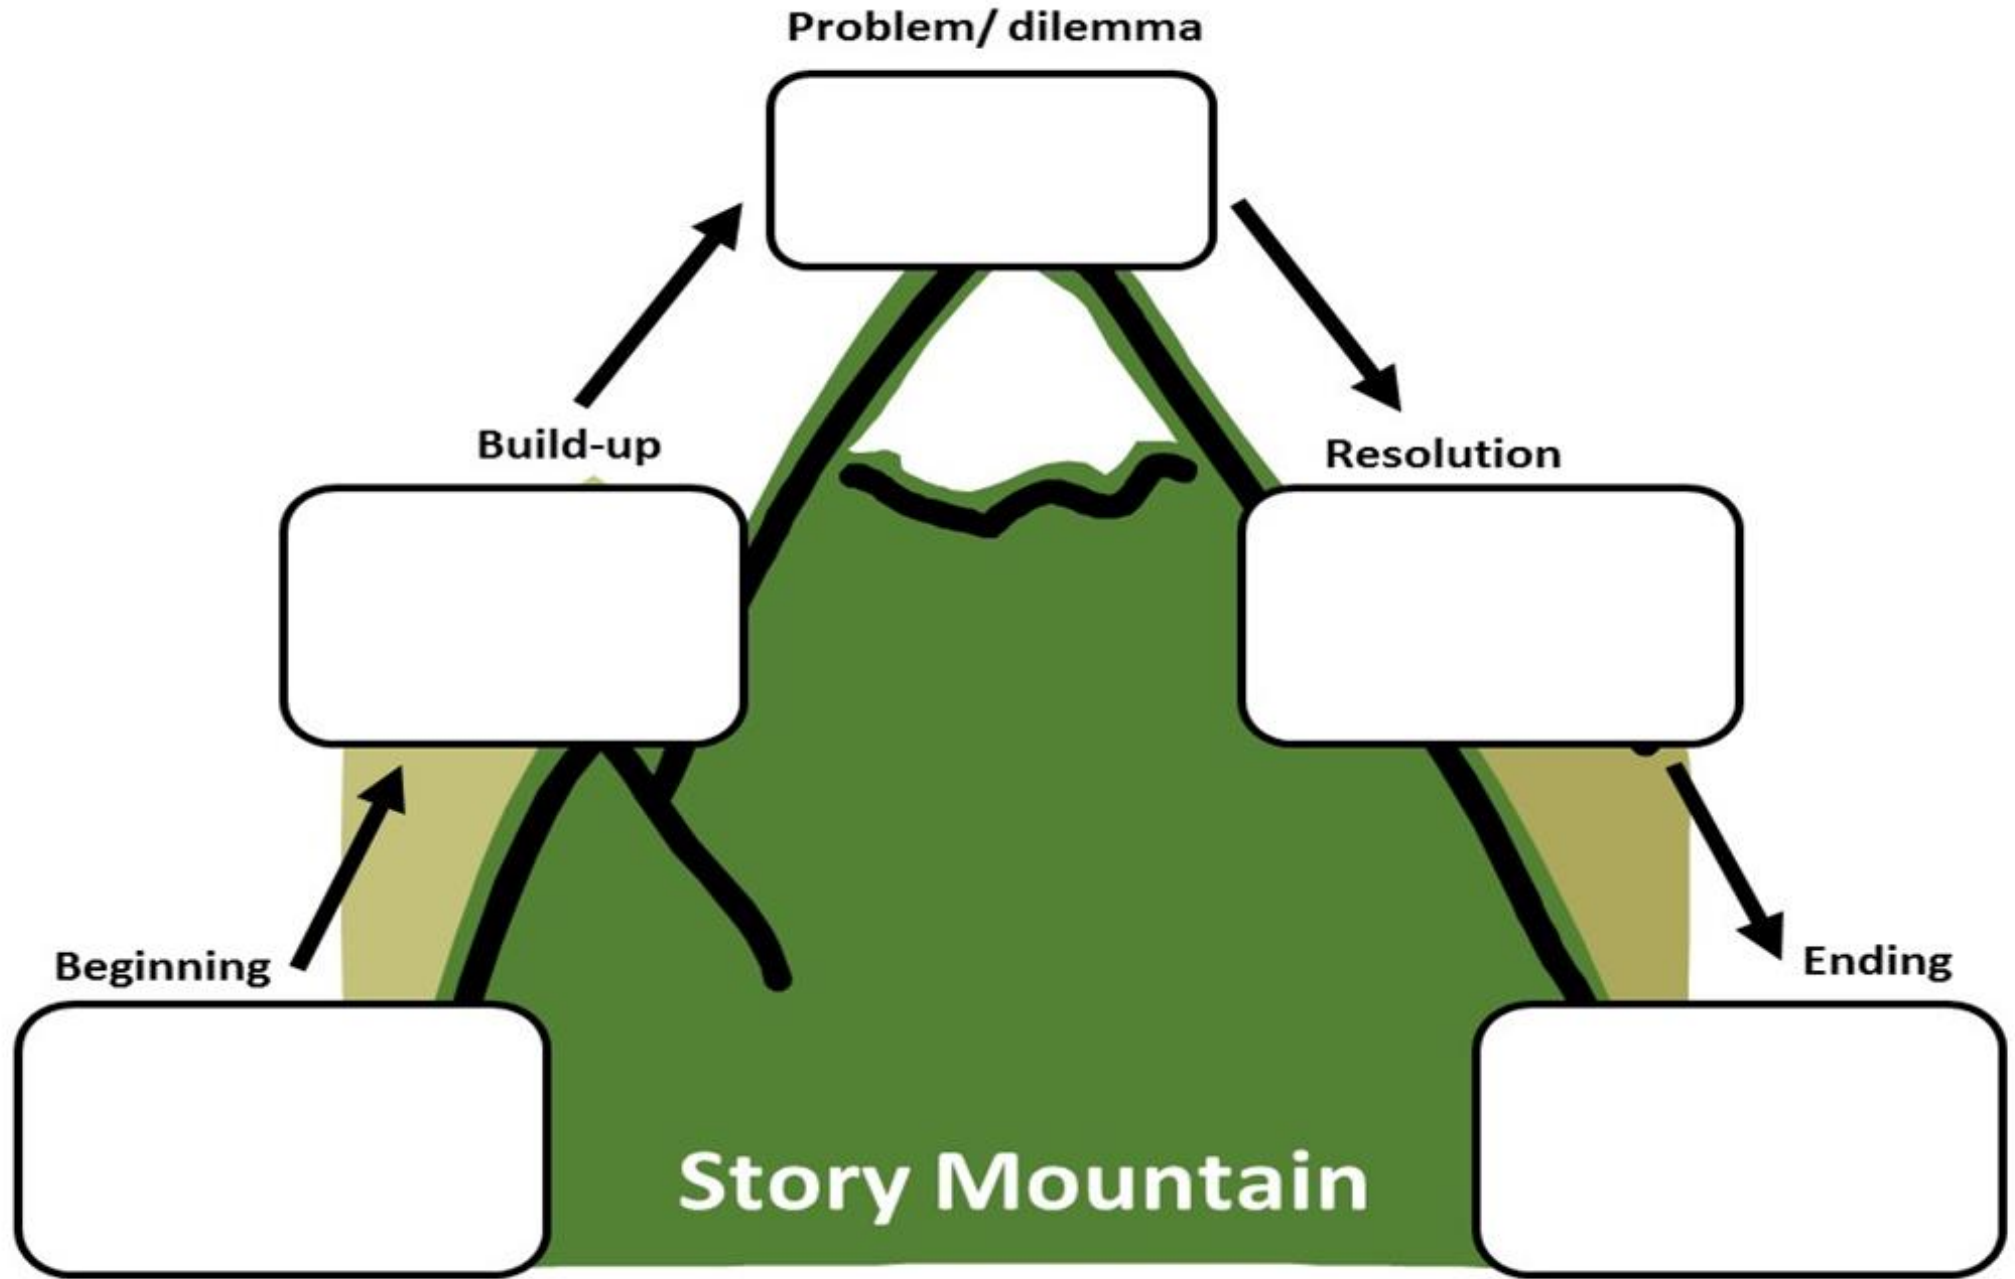 Problem/ dilemma
Build-up
Resolution
Beginning
Ending
Story Mountain